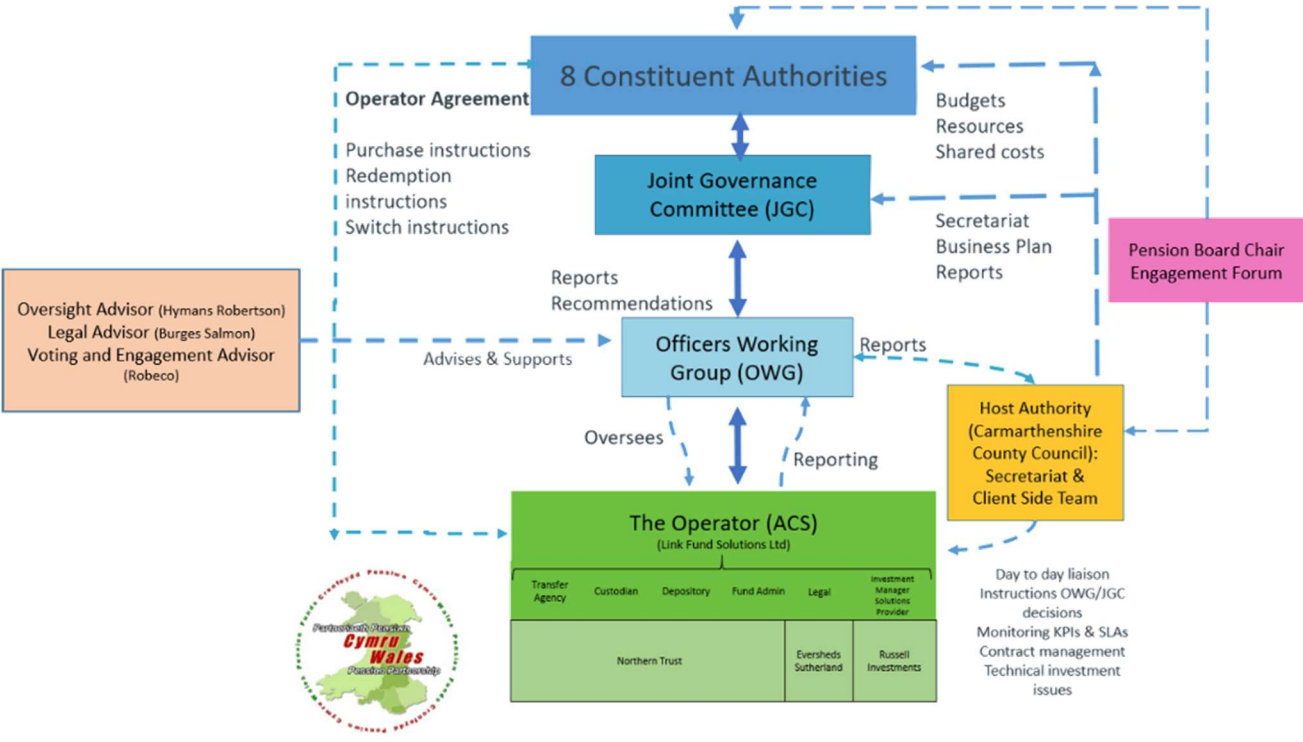 8 Constituent Authorities
Operator Agreement
Purchase instructions
Redemption
instructions
Switch instructions
Budgets
Resources
Shared costs
Joint Governance
Committee (JGC)
Secretariat
Business Plan
Reports
Pension Board Chair
Engagement Forum
Reports
Recommendations
Oversight Advisor (Hymans Robertson)
Legal Advisor (Burges Salmon)
Voting and Engagement Advisor
(Robeco)
Advises & Supports
Officers Working
Group (OWG)
Reports
Host Authority
(Carmarthenshire
County Council):
Secretariat &
Client Side Team
Oversees
Reporting
The Operator (ACS)
(Link Fund Solutions Ltd)
Transfer
Agency
Custodian
Depository
Fund Admin
Legal
Investment
Manager
Solutions
Provider
Northern Trust
Eversheds
Sutherland
Russell
Investments
Day to day liaison
Instructions OWG/JGC
decisions
Monitoring KPIs & SLAs
Contract management
Technical investment
issues
Partneriaeth Pensiwn
Cymru
Wales
Pension Partnership